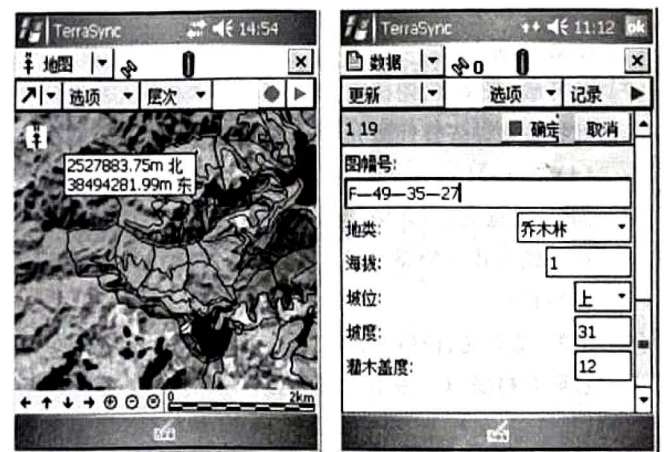 TerraSync 14:54
地图
选项 层次
2527883.75m 北
38494281.99m 东
0 2km
TerraSync 11:12 ok
数据 0
更新 选项 记录
1 19 确定 取消
图幅号:
F—49—35—27
地类: 乔木林
海拔: 1
坡位: 上
坡度: 31
灌木盖度: 12